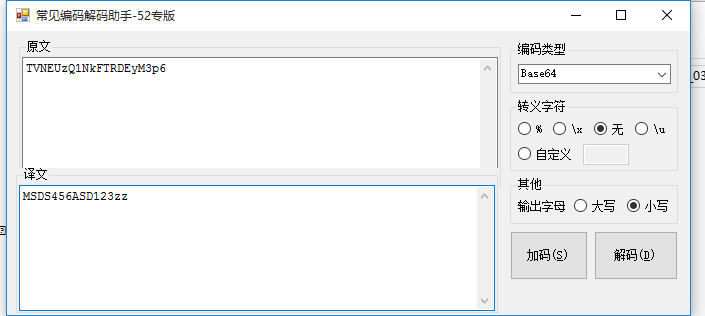 常见编码解码助手-52专版
原文
TVNEUzQ1NkFTRDEyM3p6
译文
MSDS456ASD123zz
编码类型
Base64
转义字符
% \x 无 \u
自定义
其他
输出字母 大写 小写
加码(S) 解码(D)
_03